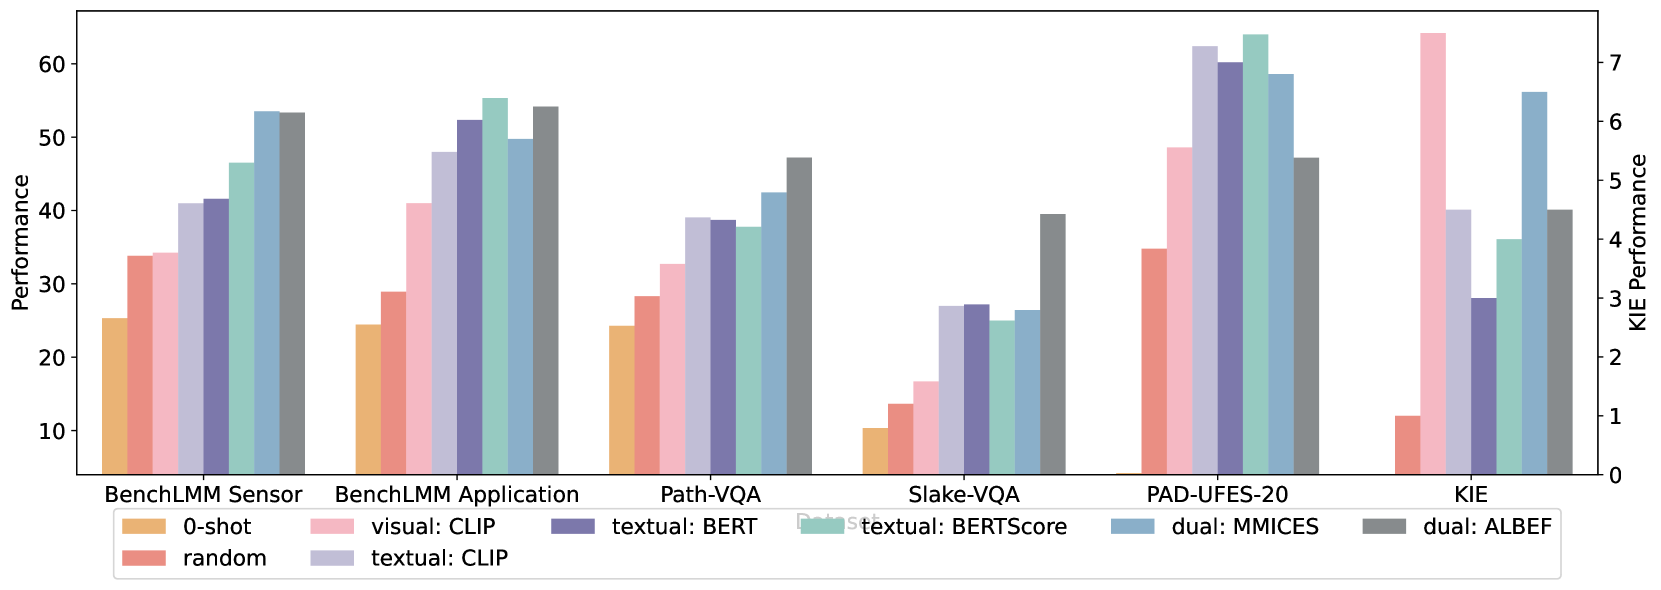 Performance
60
50
40
30
20
10
7
6
5
4
3
2
1
0
KIE Performance
BenchLMM Sensor BenchLMM Application Path-VQA Slake-VQA PAD-UFES-20 KIE
Dataset
0-shot visual: CLIP textual: BERT textual: BERTScore dual: MMICES dual: ALBEF
random textual: CLIP